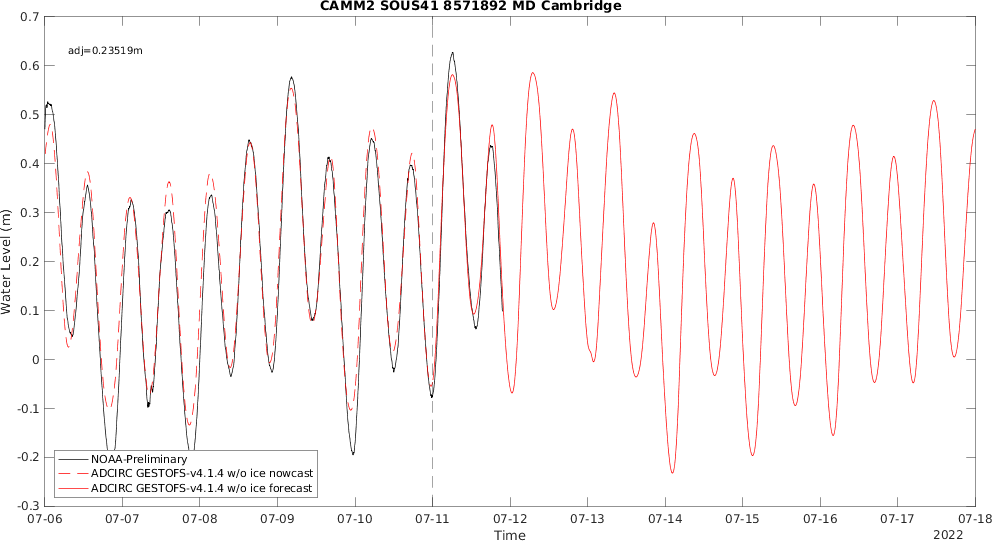 CAMM2 SOUS41 8571892 MD Cambridge
adj=0.23519m
0.7
0.6
0.5
0.4
0.3
0.2
0.1
0
-0.1
-0.2
-0.3
Water Level (m)
NOAA-Preliminary
ADCIRC GESTOFS-v4.1.4 w/o ice nowcast
ADCIRC GESTOFS-v4.1.4 w/o ice forecast
07-06 07-07 07-08 07-09 07-10 07-11 07-12 07-13 07-14 07-15 07-16 07-17 07-18
Time
2022